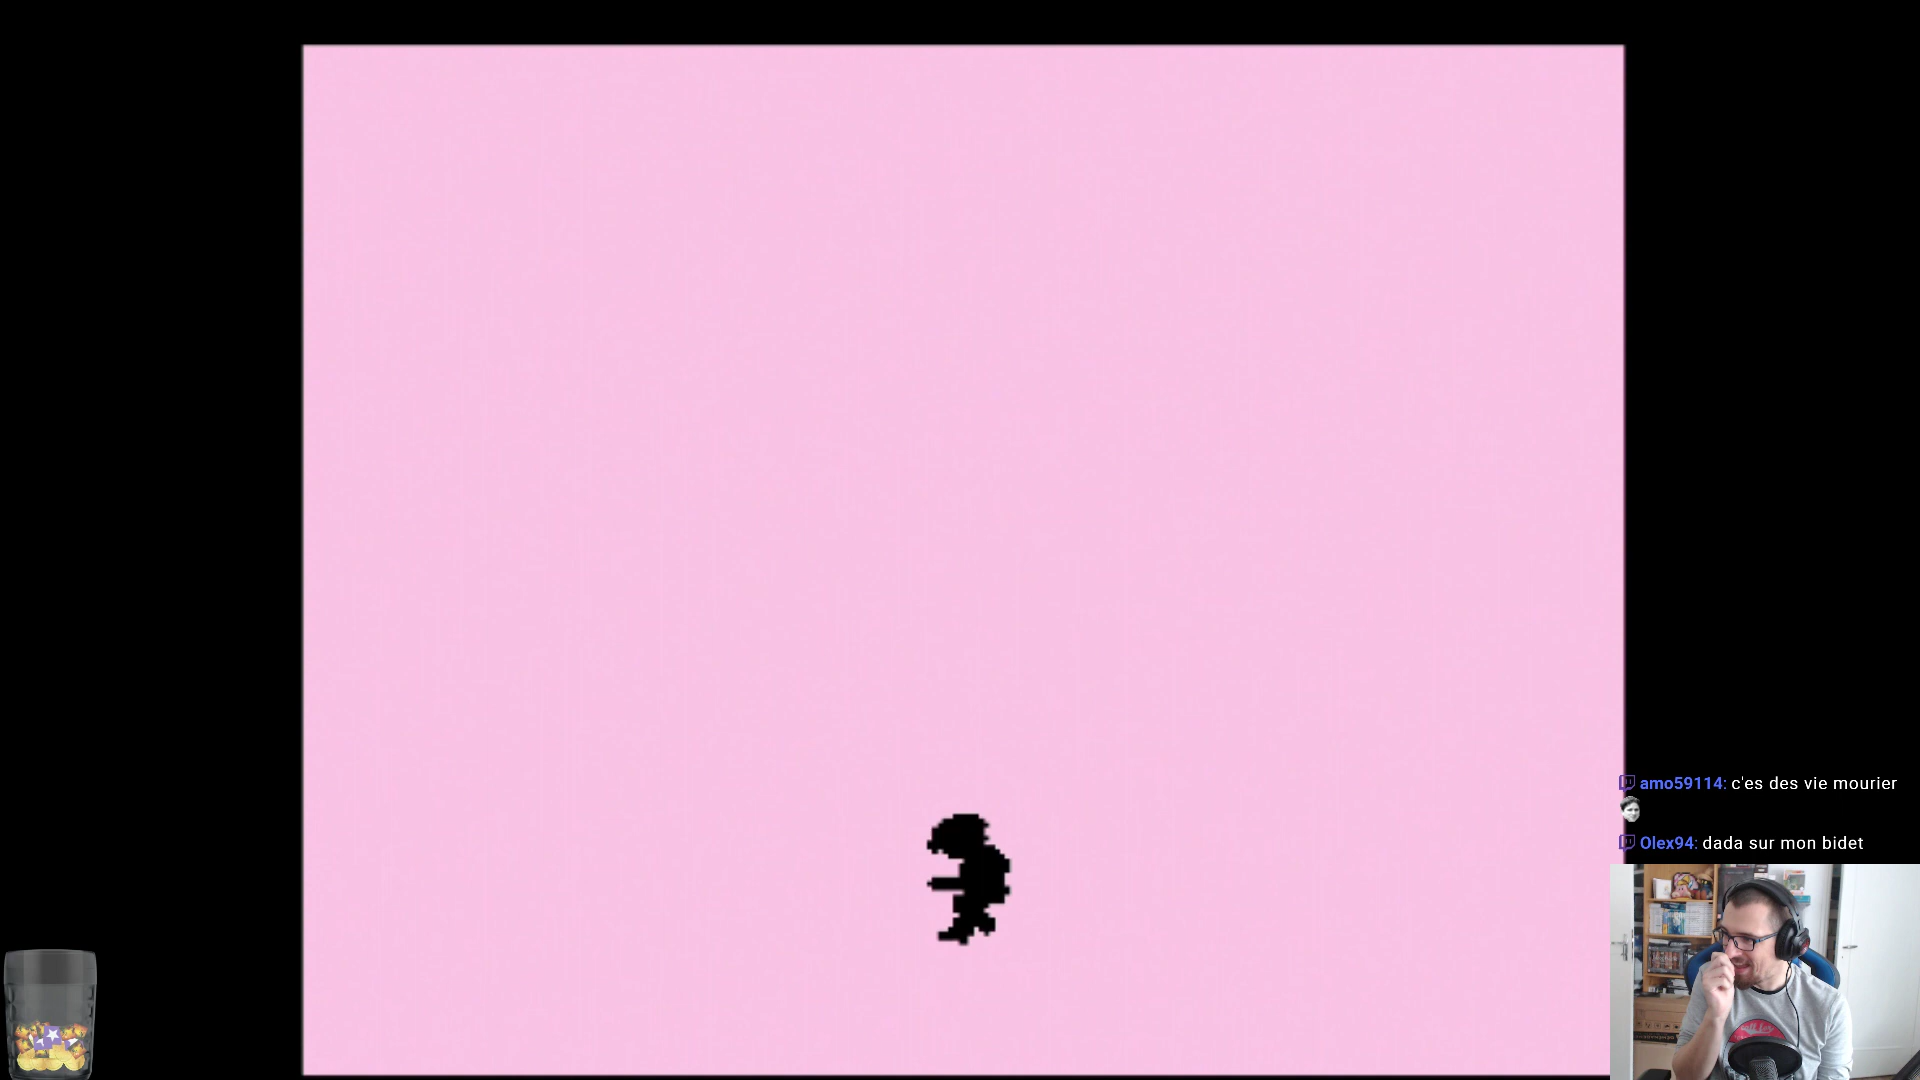 amo59114: c'es des vie mourier
Olex94: dada sur mon bidet